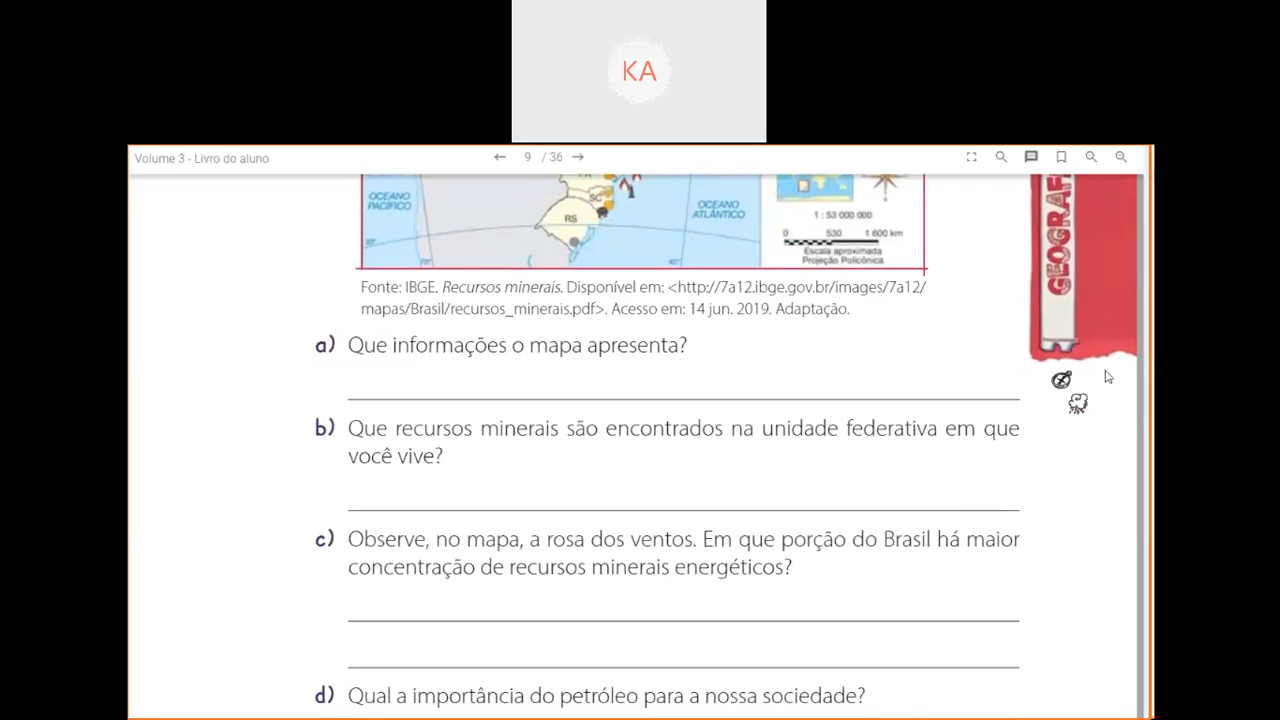 KA
Volume 3 - Livro do aluno
9 / 36
OCEANO PACÍFICO
SC
RS
OCEANO ATLÂNTICO
1 : 53 000 000
0 530 1 600 km
Escala aproximada
Projeção Policônica
GEOGRAF
Fonte: IBGE. Recursos minerais. Disponível em: <http://7a12.ibge.gov.br/images/7a12/
mapas/Brasil/recursos_minerais.pdf>. Acesso em: 14 jun. 2019. Adaptação.
a) Que informações o mapa apresenta?
b) Que recursos minerais são encontrados na unidade federativa em que
você vive?
c) Observe, no mapa, a rosa dos ventos. Em que porção do Brasil há maior
concentração de recursos minerais energéticos?
d) Qual a importância do petróleo para a nossa sociedade?